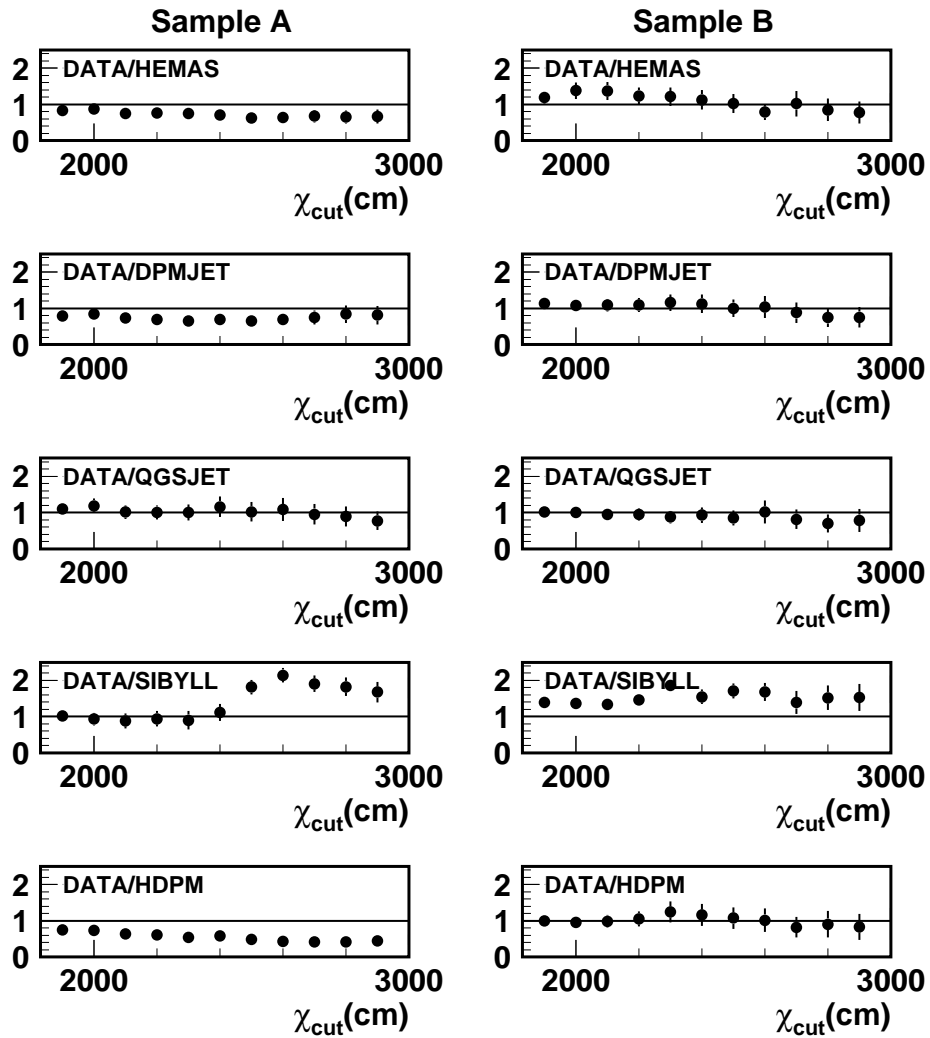 Sample A Sample B
DATA/HEMAS DATA/HEMAS
2 2
1 1
0 0
2000 3000 2000 3000
χcut(cm) χcut(cm)
DATA/DPMJET DATA/DPMJET
2 2
1 1
0 0
2000 3000 2000 3000
χcut(cm) χcut(cm)
DATA/QGSJET DATA/QGSJET
2 2
1 1
0 0
2000 3000 2000 3000
χcut(cm) χcut(cm)
DATA/SIBYLL DATA/SIBYLL
2 2
1 1
0 0
2000 3000 2000 3000
χcut(cm) χcut(cm)
DATA/HDPM DATA/HDPM
2 2
1 1
0 0
2000 3000 2000 3000
χcut(cm) χcut(cm)